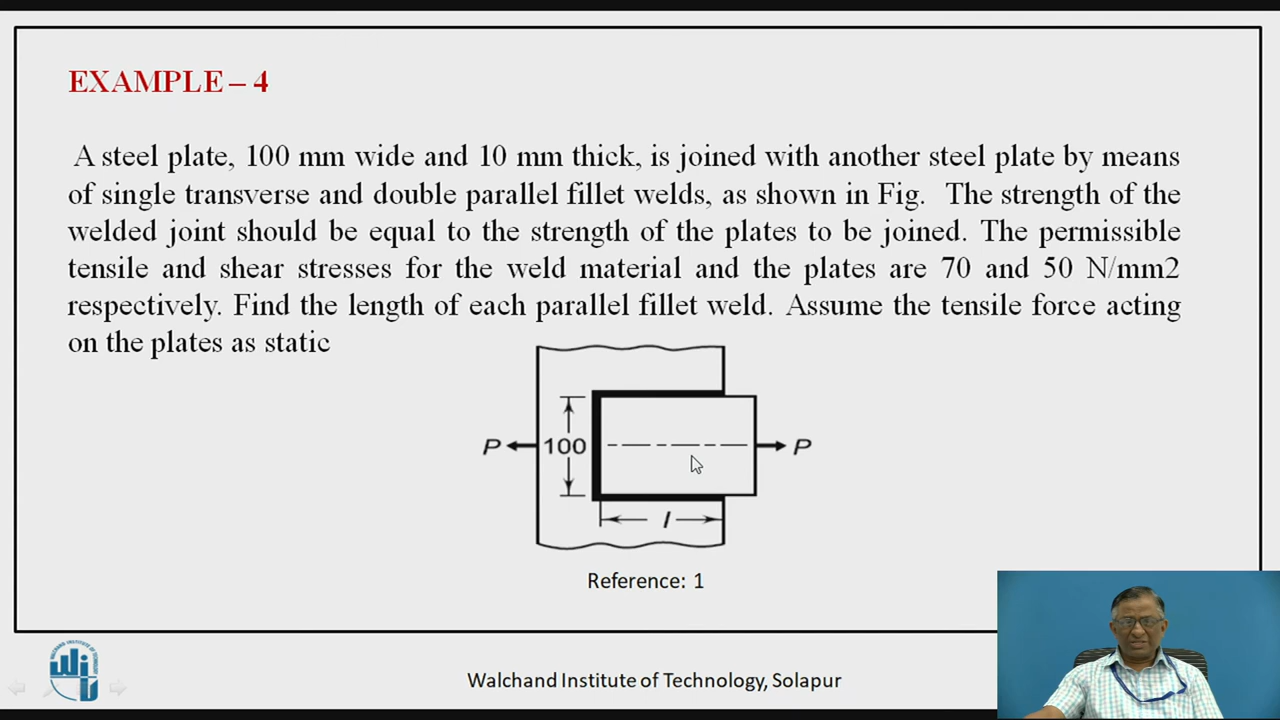 EXAMPLE – 4
A steel plate, 100 mm wide and 10 mm thick, is joined with another steel plate by means
of single transverse and double parallel fillet welds, as shown in Fig. The strength of the
welded joint should be equal to the strength of the plates to be joined. The permissible
tensile and shear stresses for the weld material and the plates are 70 and 50 N/mm2
respectively. Find the length of each parallel fillet weld. Assume the tensile force acting
on the plates as static
P 100 P
l
Reference: 1
Walchand Institute of Technology, Solapur